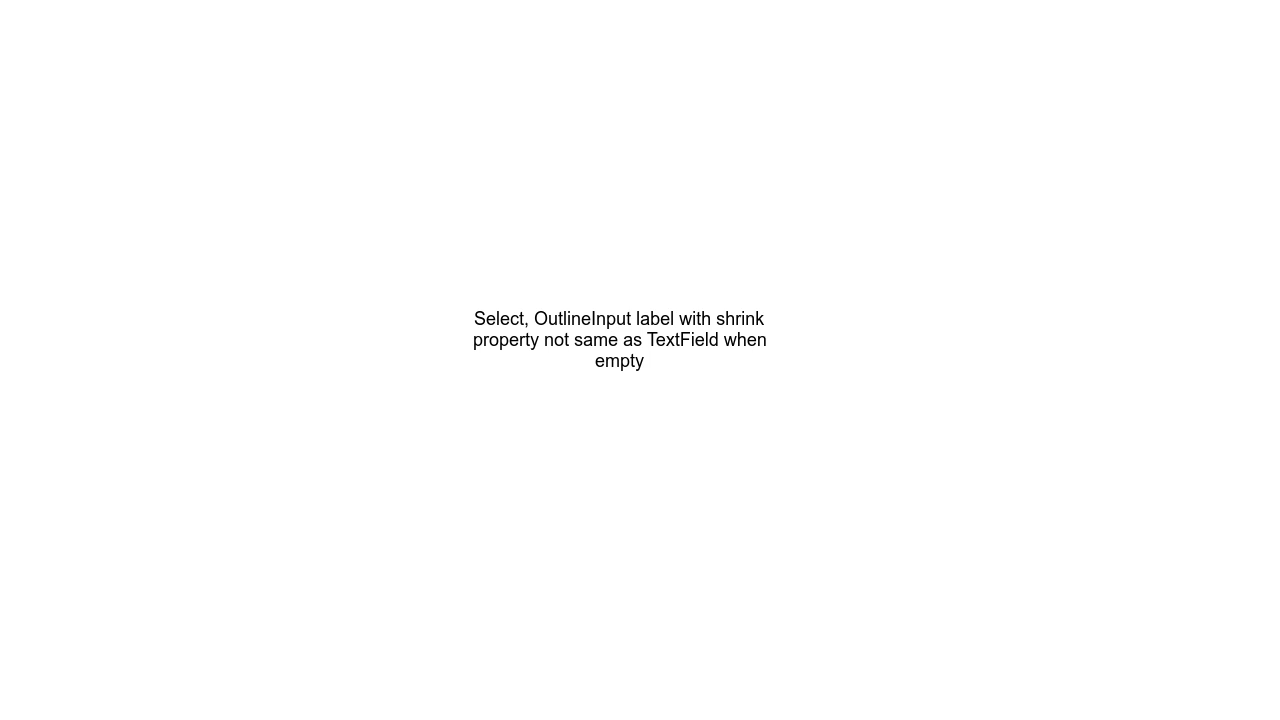 Select, OutlineInput label with shrink
property not same as TextField when
empty